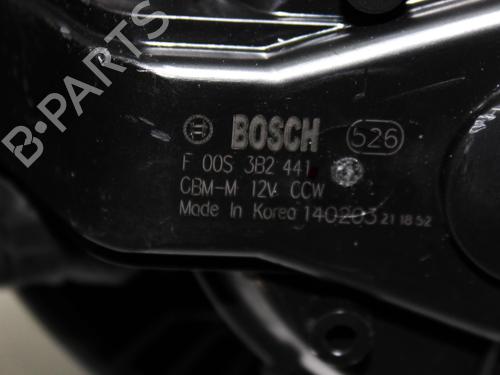 B-PARTS
BOSCH 526
F 00S 3B2 441
CBM-M 12V CCW
Made In Korea 140203 21 18 52